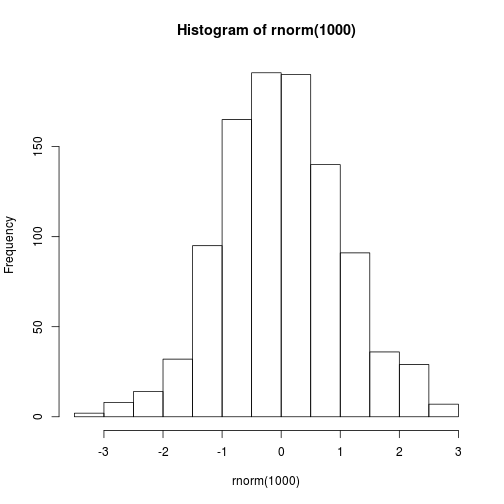 Histogram of rnorm(1000)
150
100
50
0
Frequency
-3 -2 -1 0 1 2 3
rnorm(1000)